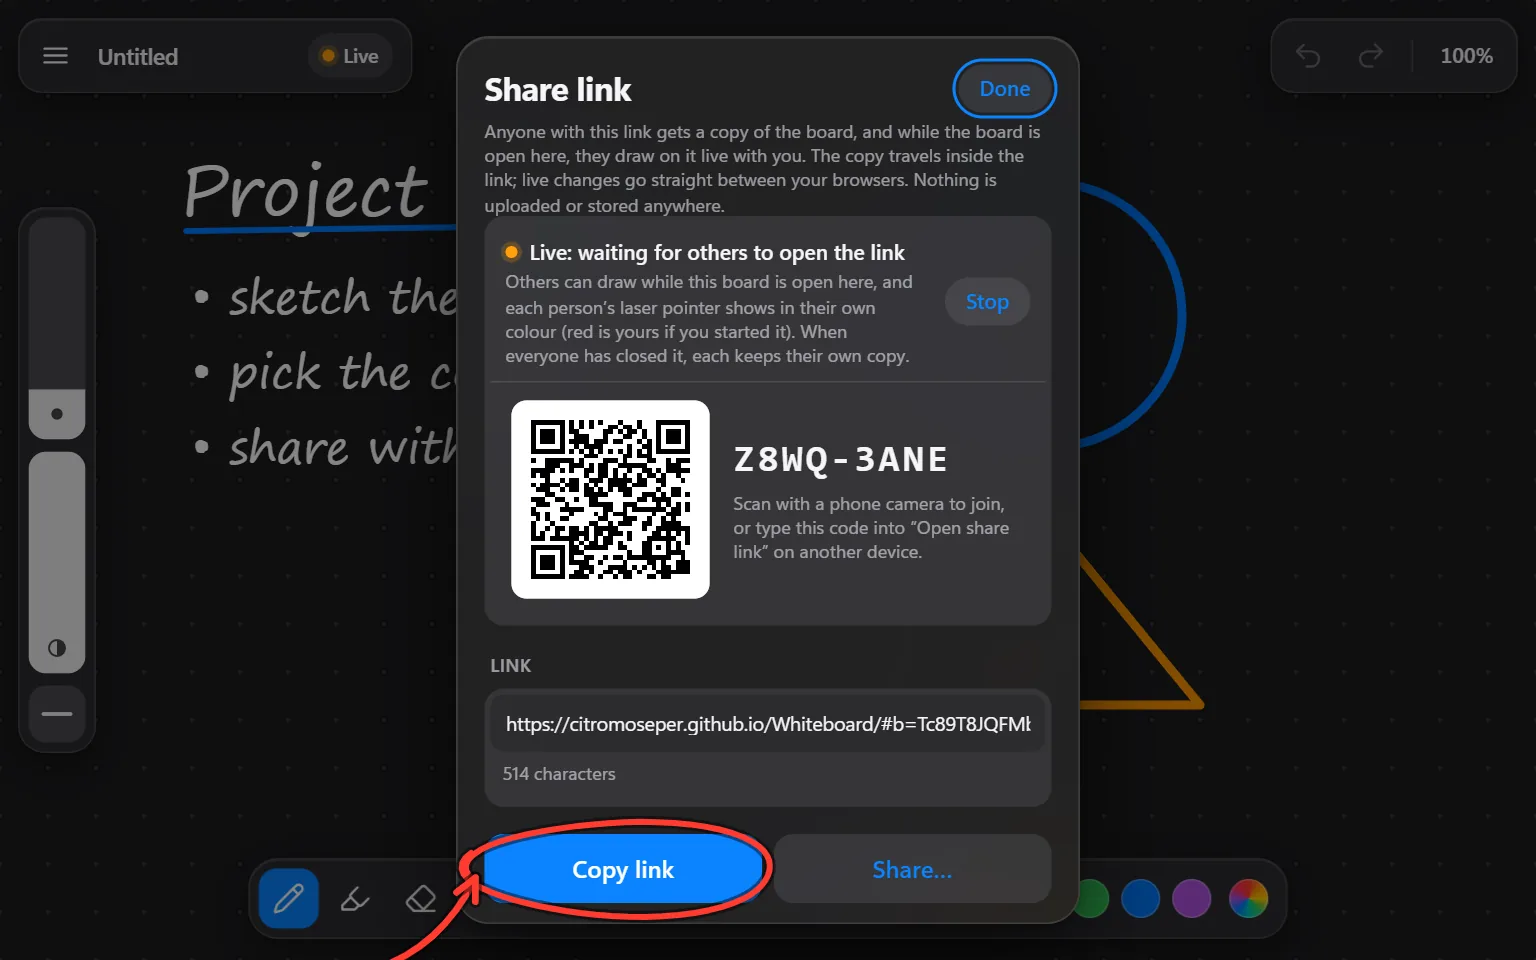 Untitled
Live
100%
Share link
Done
Anyone with this link gets a copy of the board, and while the board is
open here, they draw on it live with you. The copy travels inside the
link; live changes go straight between your browsers. Nothing is
uploaded or stored anywhere.
Project
• sketch the
• pick the
• share with
Live: waiting for others to open the link
Others can draw while this board is open here, and
each person’s laser pointer shows in their own
colour (red is yours if you started it). When
everyone has closed it, each keeps their own copy.
Stop
Z8WQ-3ANE
Scan with a phone camera to join,
or type this code into “Open share
link” on another device.
LINK
https://citromoseper.github.io/Whiteboard/#b=Tc89T8JQFM
514 characters
Copy link
Share...